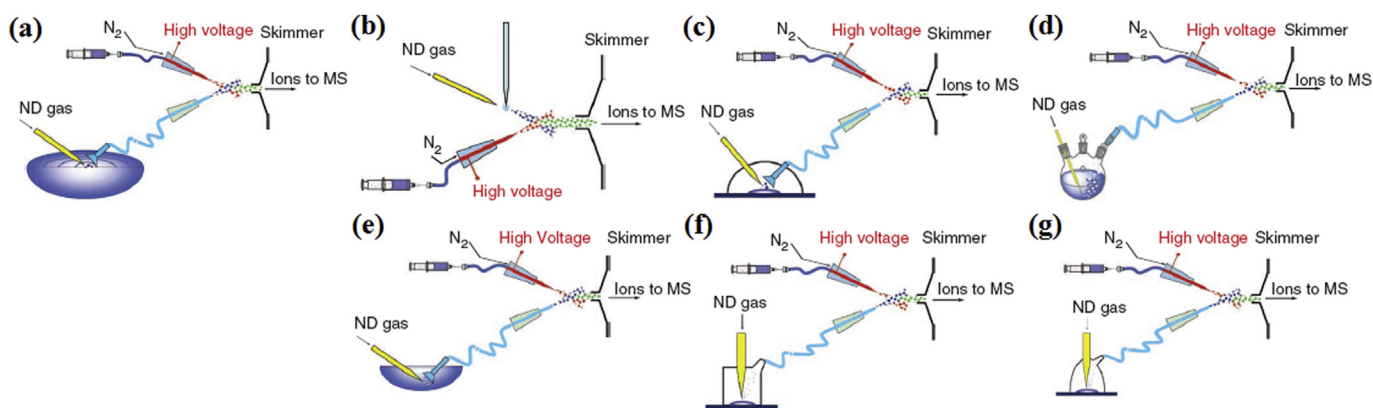 (a)
N2
High voltage
Skimmer
Ions to MS
ND gas
(b)
ND gas
Skimmer
Ions to MS
N2
High voltage
(c)
N2
High voltage
Skimmer
Ions to MS
ND gas
(d)
N2
High voltage
Skimmer
Ions to MS
ND gas
(e)
N2
High Voltage
Skimmer
Ions to MS
ND gas
(f)
N2
High voltage
Skimmer
Ions to MS
ND gas
(g)
N2
High voltage
Skimmer
Ions to MS
ND gas